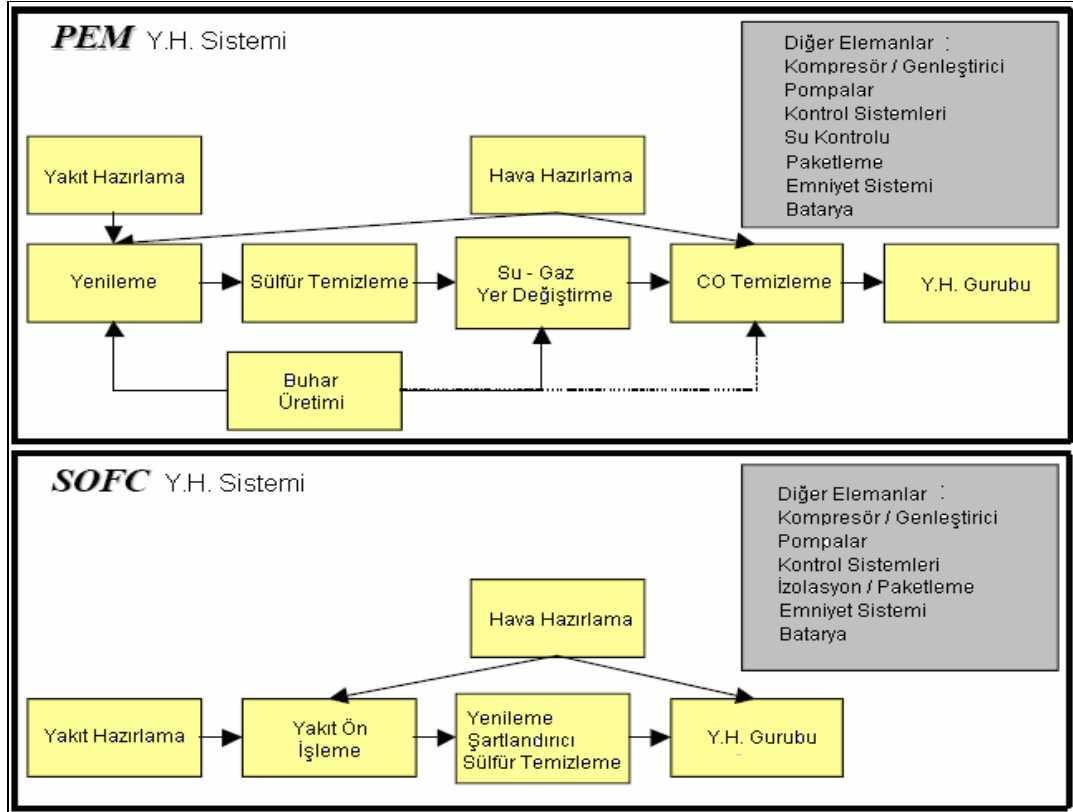 PEM Y.H. Sistemi
Diğer Elemanlar :
Kompresör / Genleştirici
Pompalar
Kontrol Sistemleri
Su Kontrolu
Paketleme
Emniyet Sistemi
Batarya
Yakıt Hazırlama
Hava Hazırlama
Yenileme
Sülfür Temizleme
Su - Gaz
Yer Değiştirme
CO Temizleme
Y.H. Gurubu
Buhar
Üretimi
SOFC Y.H. Sistemi
Diğer Elemanlar :
Kompresör / Genleştirici
Pompalar
Kontrol Sistemleri
İzolasyon / Paketleme
Emniyet Sistemi
Batarya
Hava Hazırlama
Yakıt Hazırlama
Yakıt Ön
İşleme
Yenileme
Şartlandırıcı
Sülfür Temizleme
Y.H. Gurubu